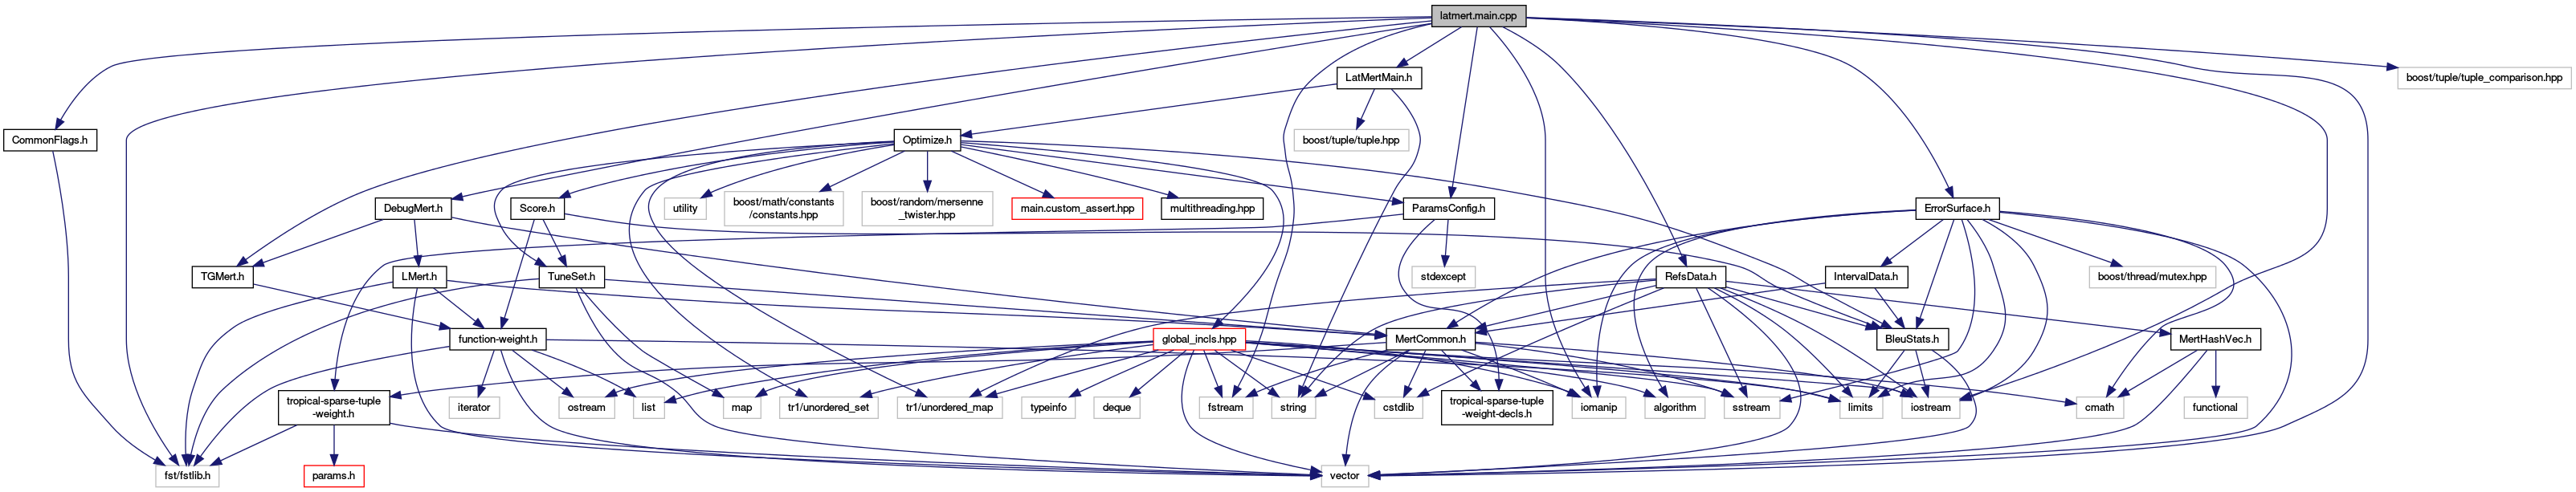 latmert.main.cpp
LatMertMain.h
boost/tuple/tuple_comparison.hpp
CommonFlags.h
Optimize.h
boost/tuple/tuple.hpp
DebugMert.h
Score.h
utility
boost/math/constants
/constants.hpp
boost/random/mersenne
_twister.hpp
main.custom_assert.hpp
multithreading.hpp
ParamsConfig.h
ErrorSurface.h
TGMert.h
LMert.h
TuneSet.h
stdexcept
RefsData.h
IntervalData.h
boost/thread/mutex.hpp
function-weight.h
global_incls.hpp
MertCommon.h
BleuStats.h
MertHashVec.h
tropical-sparse-tuple
-weight.h
iterator
ostream
list
map
tr1/unordered_set
tr1/unordered_map
typeinfo
deque
fstream
string
cstdlib
tropical-sparse-tuple
-weight-decls.h
iomanip
algorithm
sstream
limits
iostream
cmath
functional
fst/fstlib.h
params.h
vector